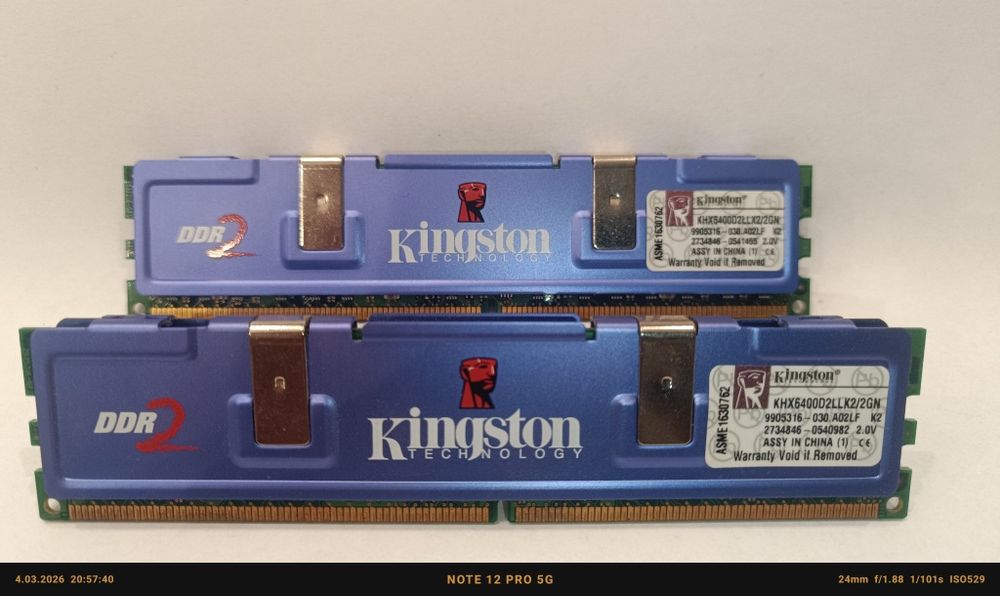 DDR2
Kingston
TECHNOLOGY
ASME1630762
Kingston®
KHX6400D2LLK2/2GN
9905316-030.A02LF K2
2734846-0541465 2.0V
ASSY IN CHINA (1) CE
Warranty Void if Removed
DDR2
Kingston
TECHNOLOGY
ASME1630762
Kingston®
KHX6400D2LLK2/2GN
9905316-030.A02LF K2
2734846-0540982 2.0V
ASSY IN CHINA (1) CE
Warranty Void if Removed
4.03.2026 20:57:40
NOTE 12 PRO 5G
24mm f/1.88 1/101s ISO529